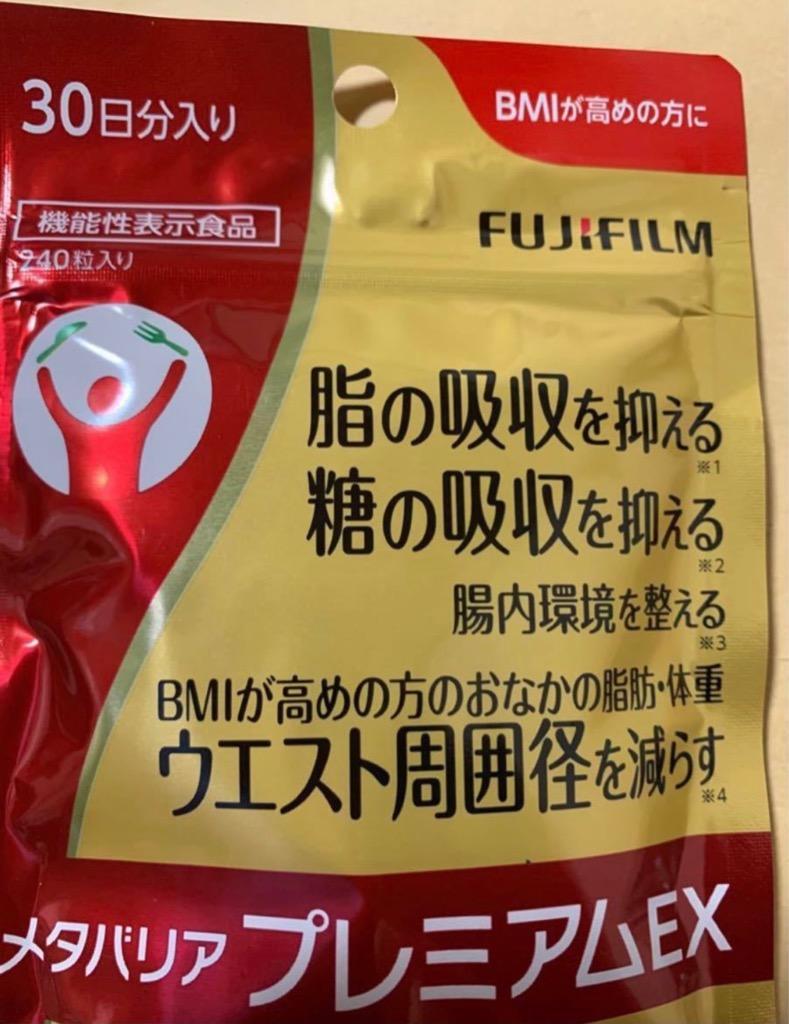 30日分入り
BMIが高めの方に
機能性表示食品
240粒入り
FUJIFILM
脂の吸収を抑える
※1
糖の吸収を抑える
※2
腸内環境を整える
※3
BMIが高めの方のおなかの脂肪・体重
ウエスト周囲径を減らす
※4
メタバリア プレミアムEX